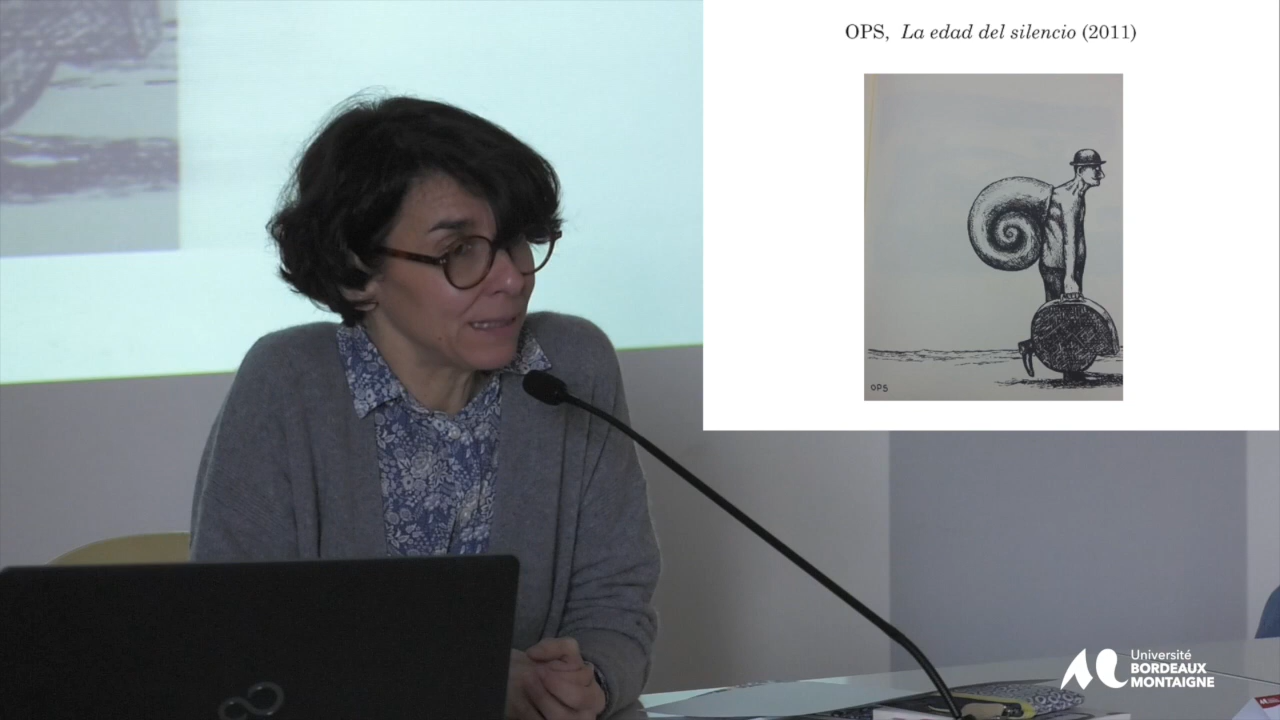 OPS, La edad del silencio (2011)
OPS
Université
BORDEAUX
MONTAIGNE